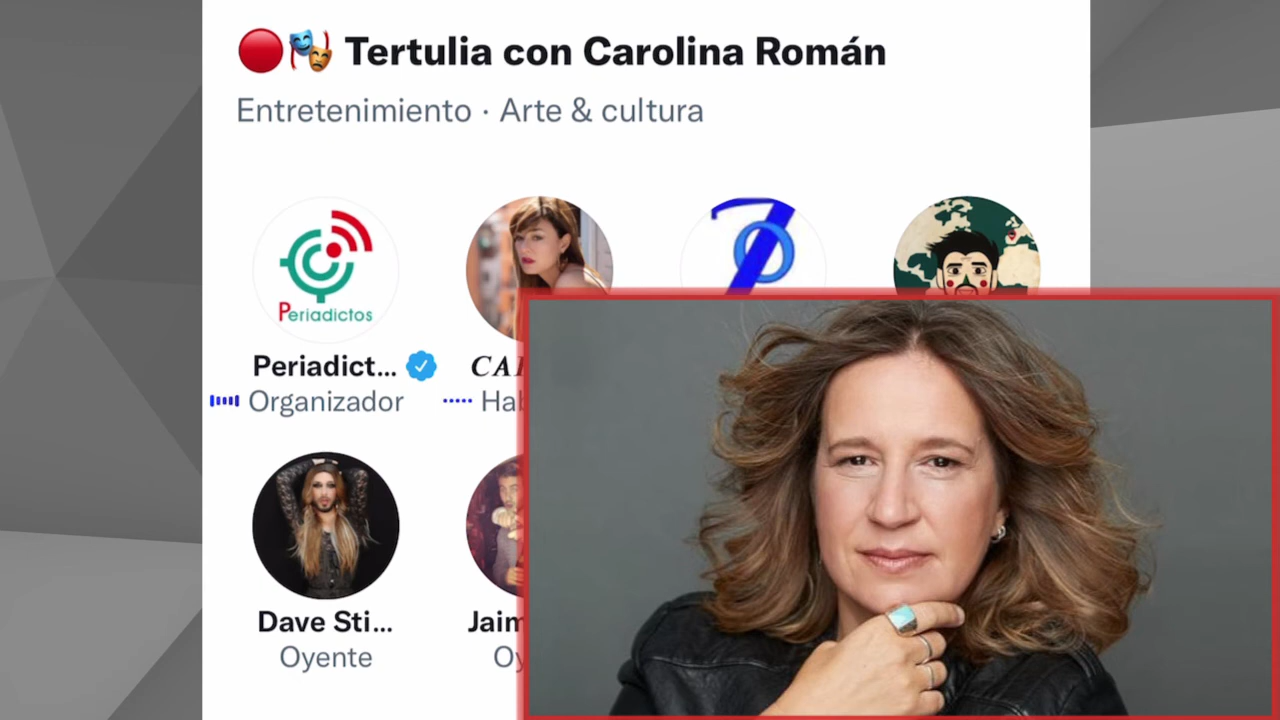 Tertulia con Carolina Román
Entretenimiento · Arte & cultura
Periadictos
Periadict...
Organizador
Dave Sti...
Oyente